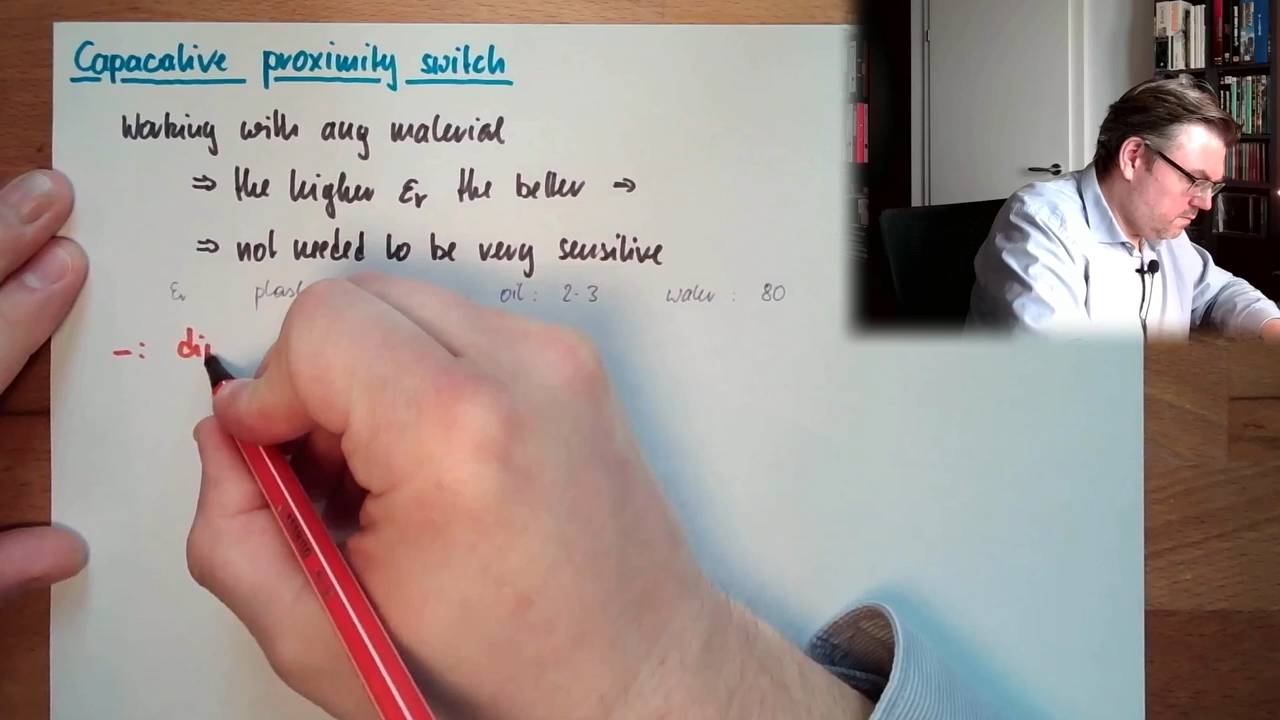 Capacative proximity switch
Working with any material
⇒ the higher εr the better ⇒
⇒ not needed to be very sensitive
εr plast oil: 2-3 water: 80
-: di